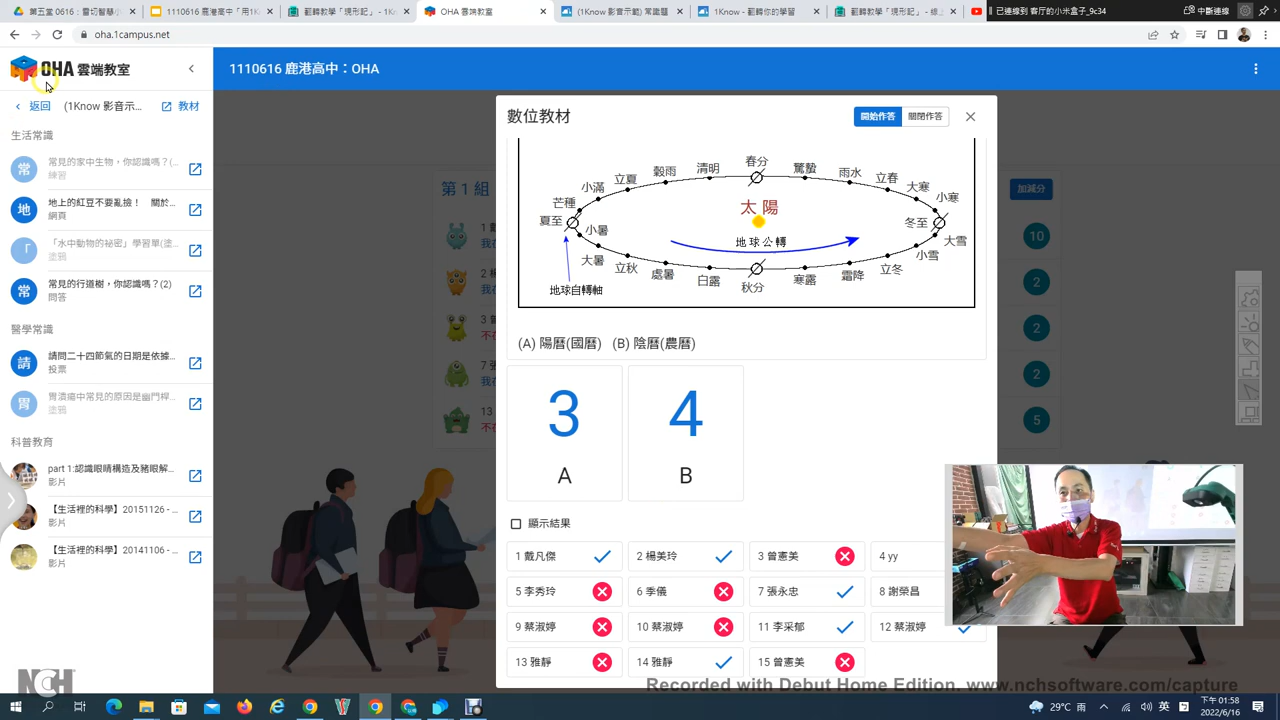 第五堂 0616：雲坊智慧小
1110616 鹿港高中「用1K
範轉教學「現形記」- 1Kno
OHA 雲端教室
(1Know 影音示範) 常識題
1Know - 翻轉你的學習
範轉教學「現形記」- 線上
已連線到 客厅的小米盒子_9c34
中斷連線
oha.1campus.net
OHA 雲端教室
1110616 鹿港高中：OHA
返回
(1Know 影音示...
教材
生活常識
常見的家中生物，你認識嗎？(...
練習
地上的紅豆不要亂撿！ 關於...
網頁
「水中動物的祕密」學習單(塗...
塗鴉
常見的行道樹，你認識嗎？(2)
問答
醫學常識
請問二十四節氣的日期是依據...
投票
胃潰瘍中常見的原因是幽門桿...
塗鴉
科普教育
part 1:認識眼睛構造及豬眼解...
影片
【生活裡的科學】20151126 - ...
影片
【生活裡的科學】20141106 - ...
影片
常
地
「
常
請
胃
第 1 組
加減分
10
2
2
2
5
數位教材
開始作答
關閉作答
春分
清明
驚蟄
穀雨
雨水
立夏
立春
小滿
大寒
芒種
小寒
夏至
太陽
冬至
小暑
地球公轉
大雪
大暑
小雪
立秋
立冬
處暑
霜降
白露
寒露
秋分
地球自轉軸
(A) 陽曆(國曆) (B) 陰曆(農曆)
3
4
A
B
顯示結果
1 戴凡傑
2 楊美玲
3 曾憲美
4 yy
5 李秀玲
6 季儀
7 張永忠
8 謝榮昌
9 蔡淑婷
10 蔡淑婷
11 李采郁
12 蔡淑婷
13 雅靜
14 雅靜
15 曾憲美
NCH
Recorded with Debut Home Edition. www.nchsoftware.com/capture
29°C 雨
英
下午 01:58
2022/6/16